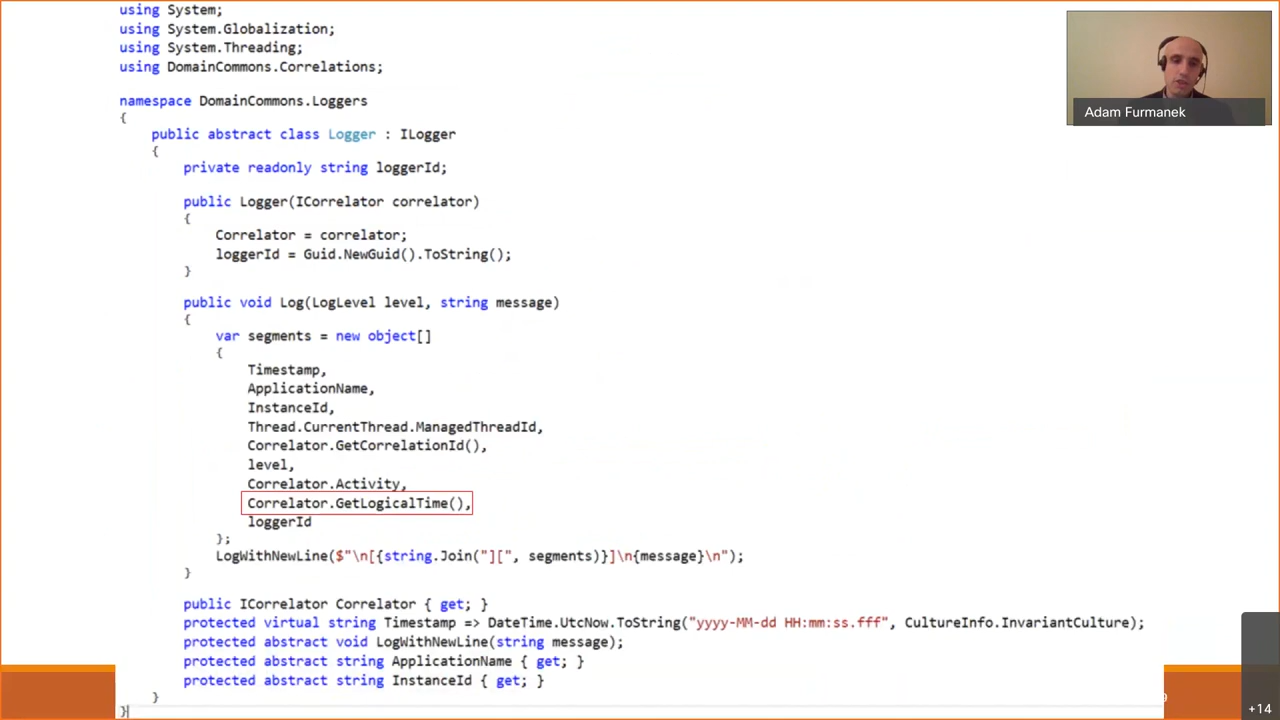 using System;
using System.Globalization;
using System.Threading;
using DomainCommons.Correlations;
namespace DomainCommons.Loggers
{
public abstract class Logger : ILogger
{
private readonly string loggerId;
public Logger(ICorrelator correlator)
{
Correlator = correlator;
loggerId = Guid.NewGuid().ToString();
}
public void Log(LogLevel level, string message)
{
var segments = new object[]
{
Timestamp,
ApplicationName,
InstanceId,
Thread.CurrentThread.ManagedThreadId,
Correlator.GetCorrelationId(),
level,
Correlator.Activity,
Correlator.GetLogicalTime(),
loggerId
};
LogWithNewLine($"\n[{string.Join("][", segments)}]\n{message}\n");
}
public ICorrelator Correlator { get; }
protected virtual string Timestamp => DateTime.UtcNow.ToString("yyyy-MM-dd HH:mm:ss.fff", CultureInfo.InvariantCulture);
protected abstract void LogWithNewLine(string message);
protected abstract string ApplicationName { get; }
protected abstract string InstanceId { get; }
}
}
Adam Furmanek
9
+14